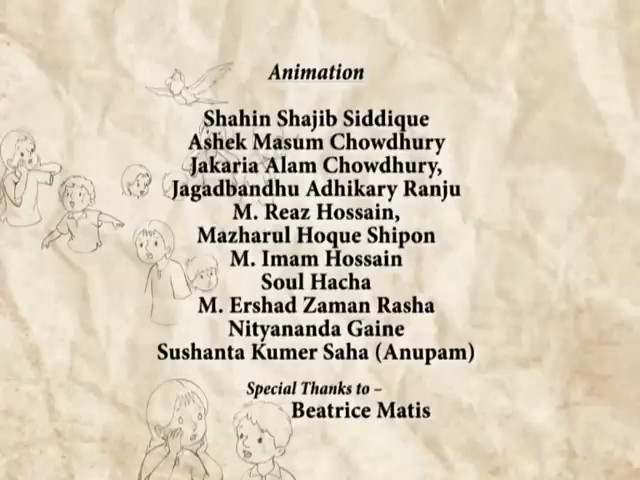 Animation
Shahin Shajib Siddique
Ashek Masum Chowdhury
Jakaria Alam Chowdhury,
Jagadbandhu Adhikary Ranju
M. Reaz Hossain,
Mazharul Hoque Shipon
M. Imam Hossain
Soul Hacha
M. Ershad Zaman Rasha
Nityananda Gaine
Sushanta Kumer Saha (Anupam)
Special Thanks to –
Beatrice Matis